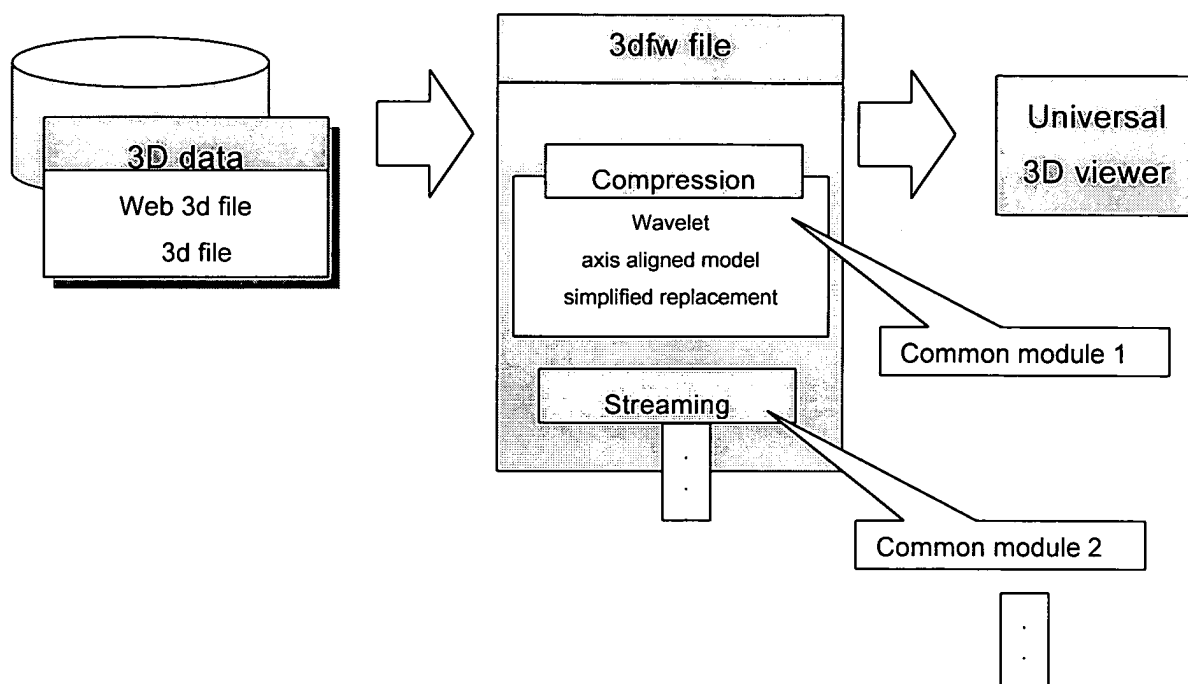 3D data
Web 3d file
3d file
3dfw file
Compression
Wavelet
axis aligned model
simplified replacement
Streaming
.
.
Universal
3D viewer
Common module 1
Common module 2
.
.